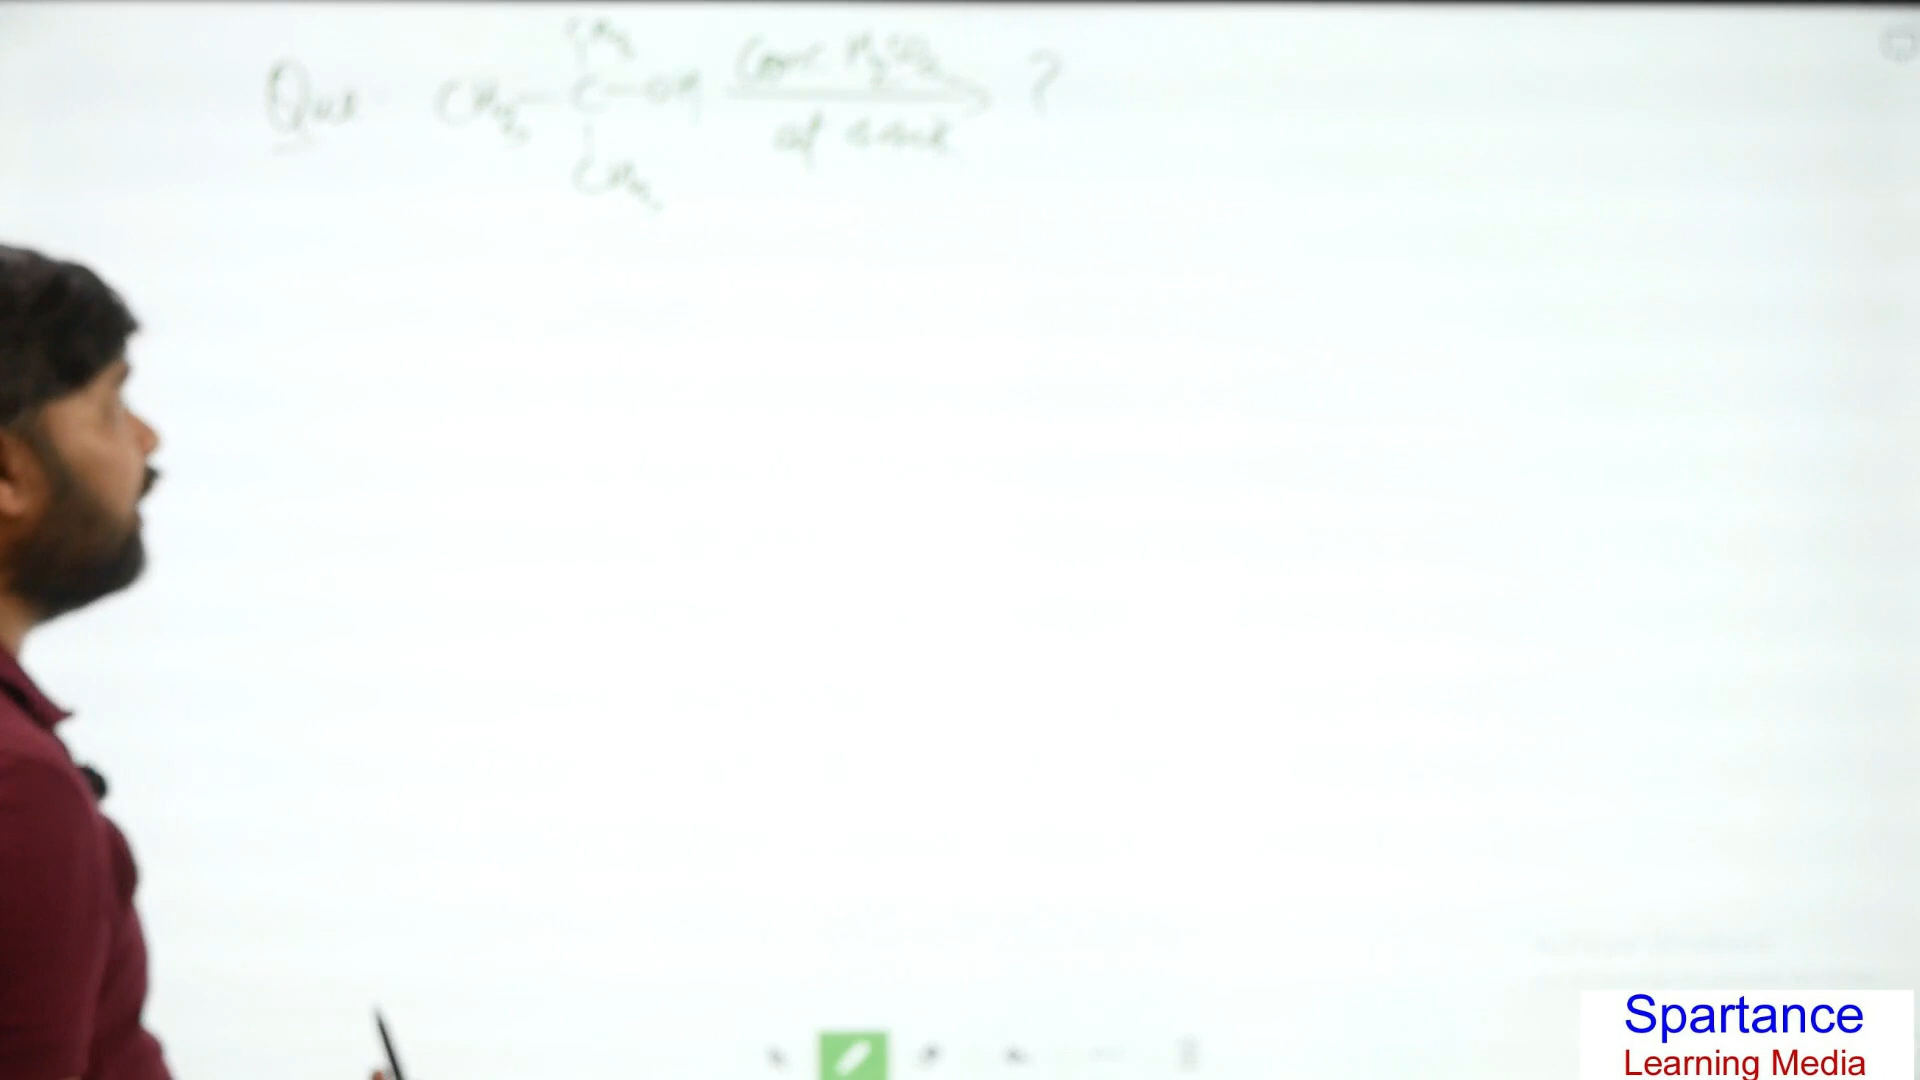 CH3
Que CH3 - C - OH Conc H2SO4 ?
CH3
Spartance
Learning Media